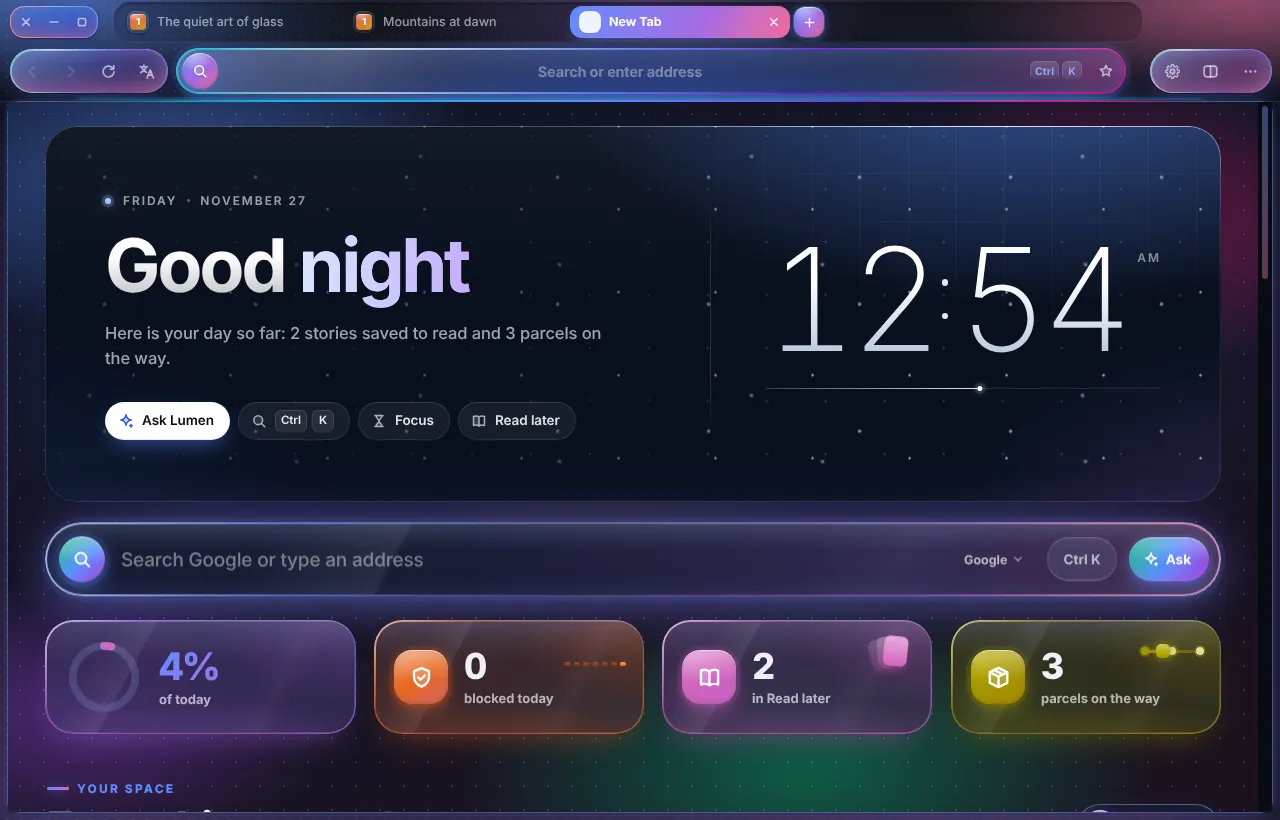 1 The quiet art of glass
1 Mountains at dawn
New Tab
Search or enter address
Ctrl K
FRIDAY • NOVEMBER 27
Good night
Here is your day so far: 2 stories saved to read and 3 parcels on
the way.
12:54 AM
Ask Lumen
Ctrl K
Focus
Read later
Search Google or type an address
Google
Ctrl K
Ask
4%
of today
0
blocked today
2
in Read later
3
parcels on the way
YOUR SPACE